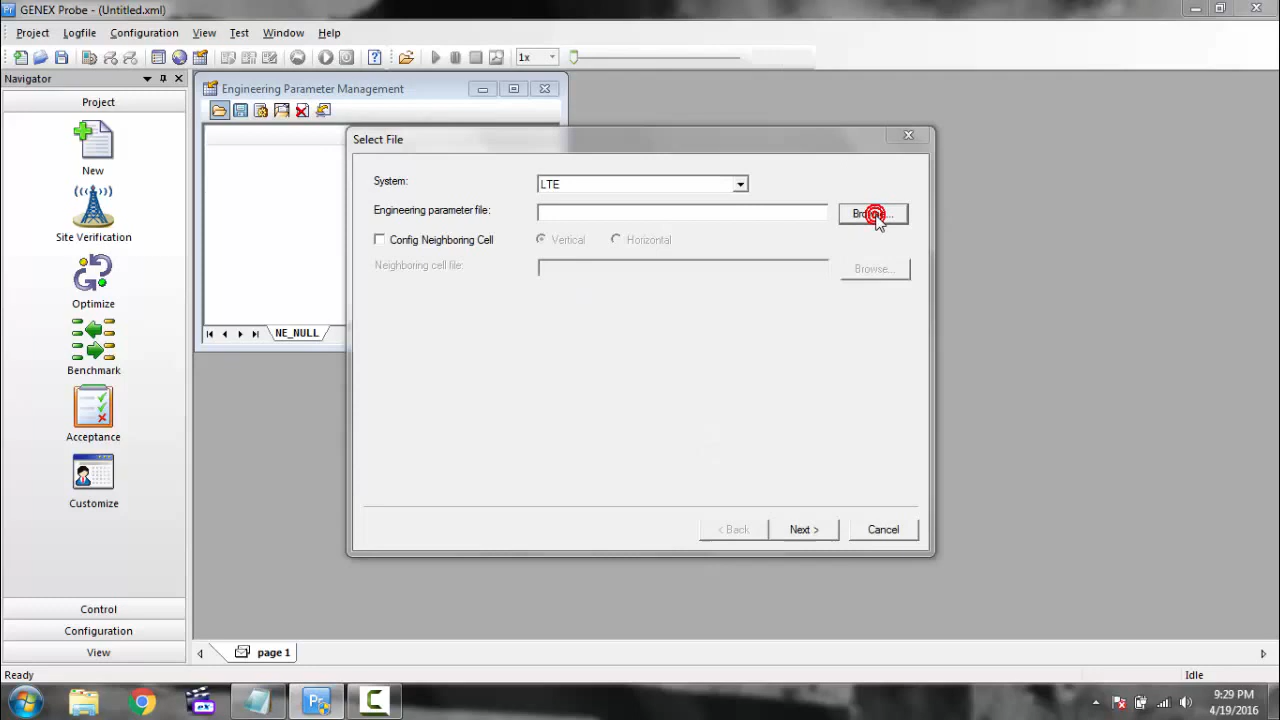 GENEX Probe - (Untitled.xml)
Project Logfile Configuration View Test Window Help
1x
Navigator
Project
New
Site Verification
Optimize
Benchmark
Acceptance
Customize
Control
Configuration
View
Engineering Parameter Management
NE_NULL
Select File
System: LTE
Engineering parameter file:
Config Neighboring Cell Vertical Horizontal
Neighboring cell file: Browse...
< Back Next > Cancel
page 1
Ready Idle
9:29 PM
4/19/2016